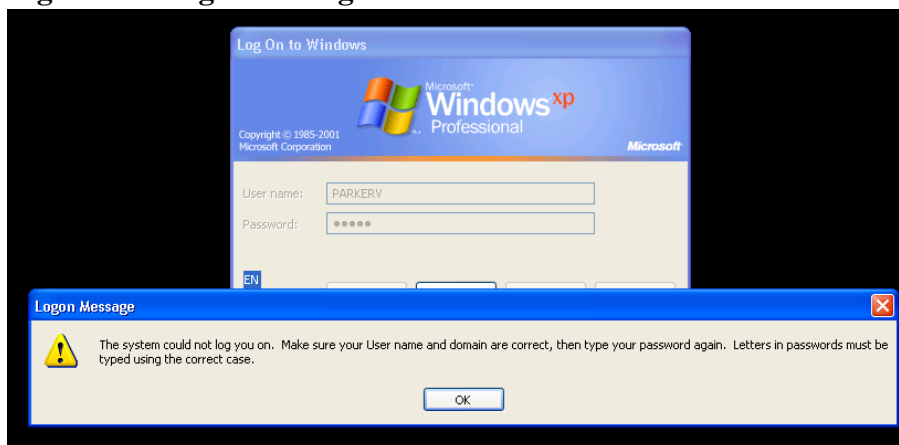 Log On to Windows
Microsoft
Windows xp
Professional
Copyright © 1985-2001
Microsoft Corporation
Microsoft
User name: PARKERV
Password: •••••
EN
Logon Message
The system could not log you on. Make sure your User name and domain are correct, then type your password again. Letters in passwords must be
typed using the correct case.
OK